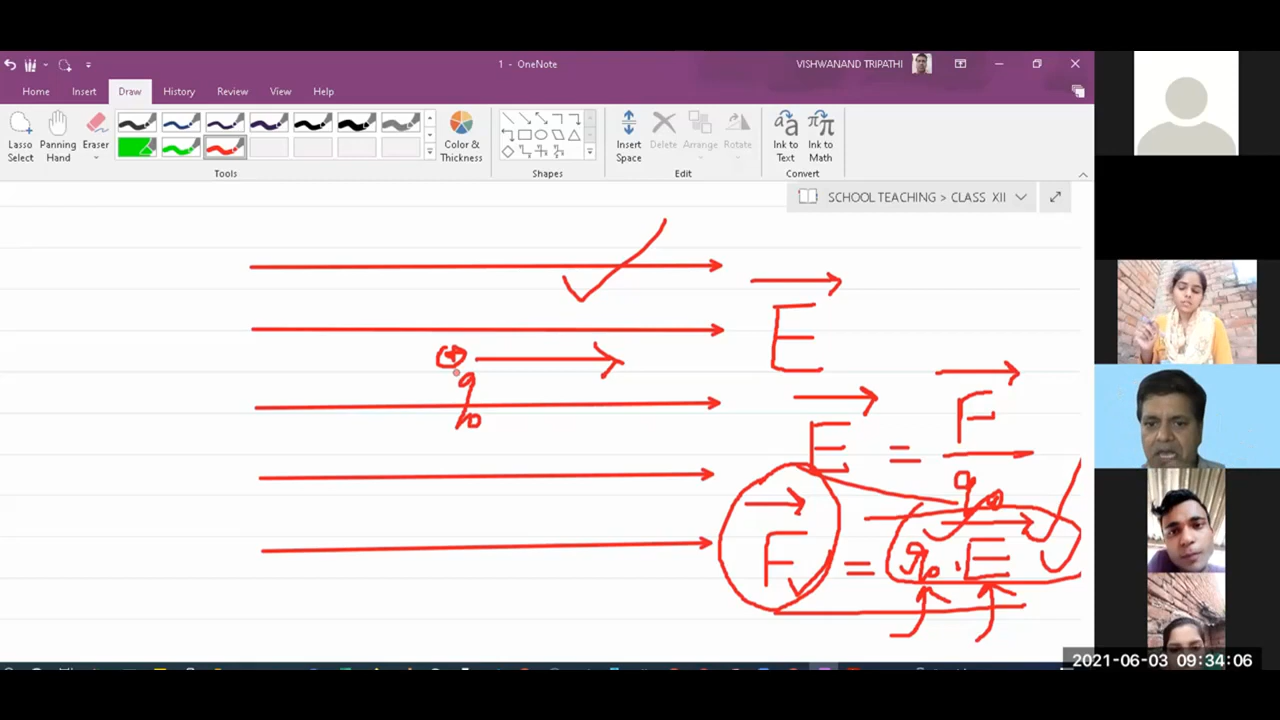 1 - OneNote
VISHWANAND TRIPATHI
Home Insert Draw History Review View Help
Lasso Select
Panning Hand
Eraser
Color & Thickness
Insert Space
Delete
Arrange
Rotate
Ink to Text
Ink to Math
Tools
Shapes
Edit
Convert
SCHOOL TEACHING > CLASS XII
E
+
q0
E = F
q0
F = q0 . E
2021-06-03 09:34:06